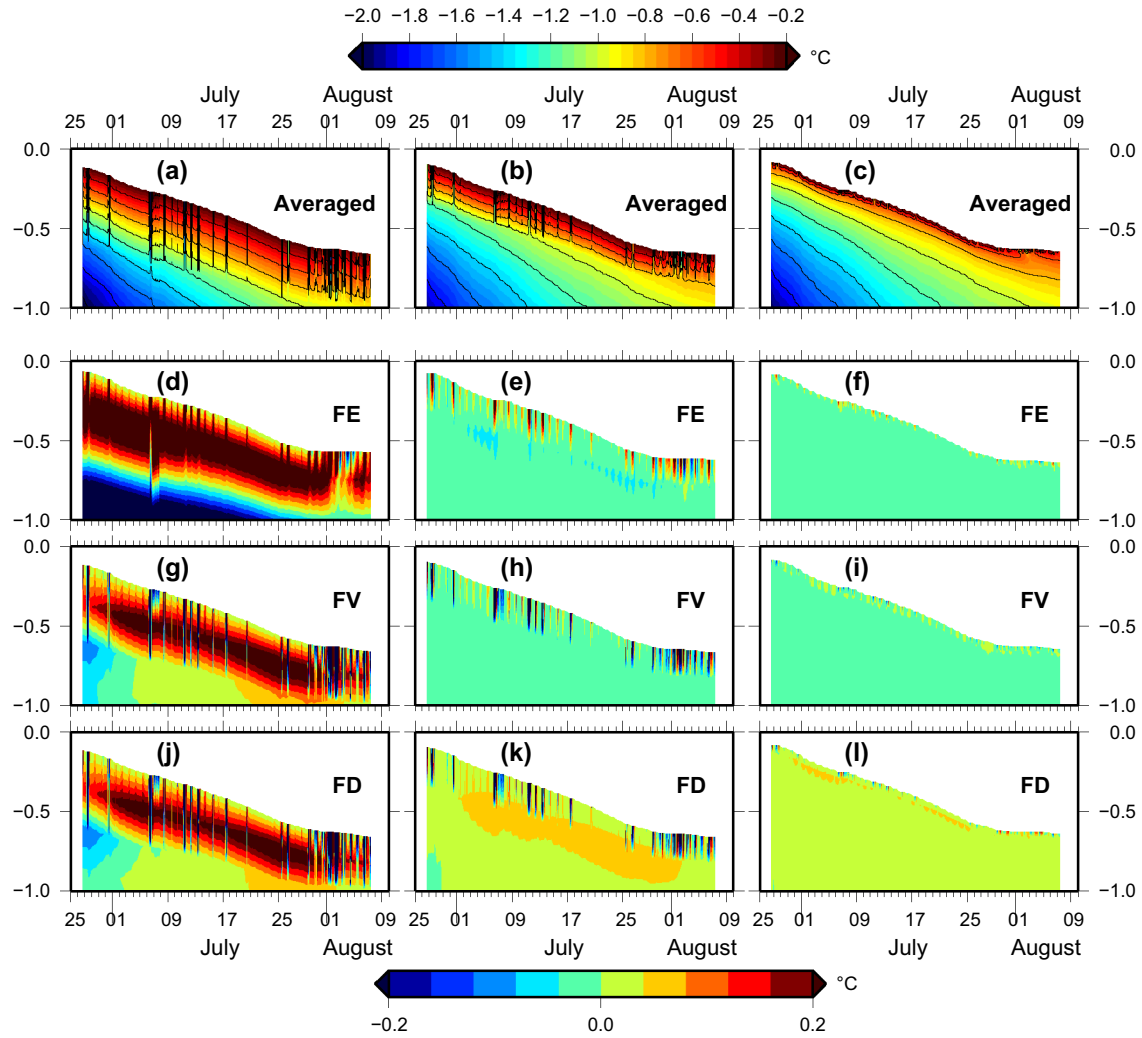 −2.0 −1.8 −1.6 −1.4 −1.2 −1.0 −0.8 −0.6 −0.4 −0.2
°C
July August July August July August
25 01 09 17 25 01 09 25 01 09 17 25 01 09 25 01 09 17 25 01 09
0.0 (a) (b) (c) 0.0
Averaged Averaged Averaged
−0.5 −0.5
−1.0 −1.0
0.0 (d) (e) (f) 0.0
FE FE FE
−0.5 −0.5
−1.0 −1.0
0.0 (g) (h) (i) 0.0
FV FV FV
−0.5 −0.5
−1.0 −1.0
0.0 (j) (k) (l) 0.0
FD FD FD
−0.5 −0.5
−1.0 −1.0
25 01 09 17 25 01 09 25 01 09 17 25 01 09 25 01 09 17 25 01 09
July August July August July August
°C
−0.2 0.0 0.2